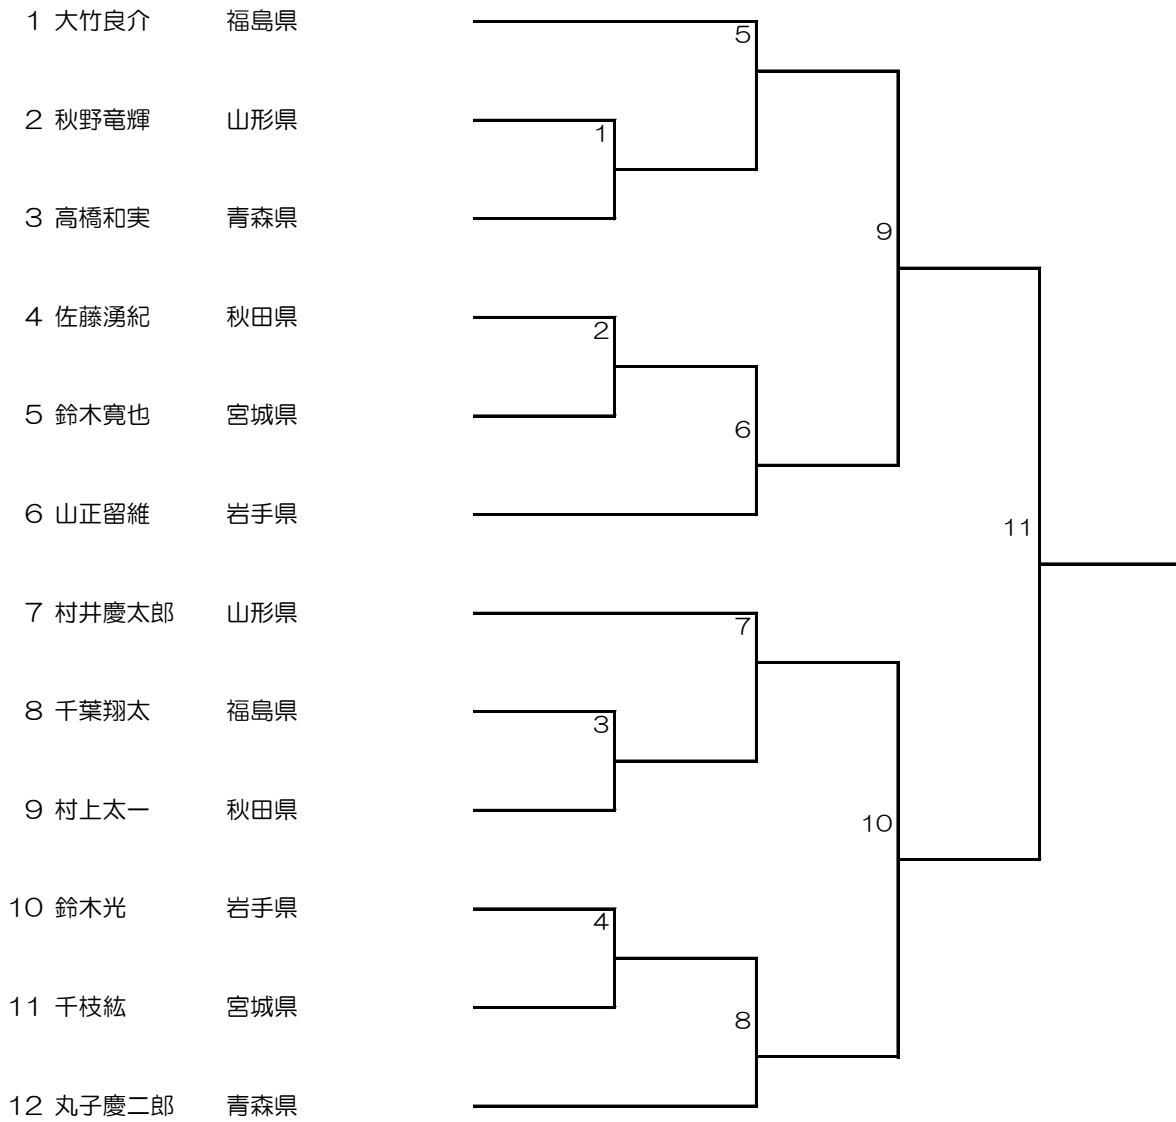 1 大竹良介 福島県
5
2 秋野竜輝 山形県
1
3 高橋和実 青森県
9
4 佐藤湧紀 秋田県
2
5 鈴木寛也 宮城県
6
6 山正留維 岩手県
11
7 村井慶太郎 山形県
7
8 千葉翔太 福島県
3
9 村上太一 秋田県
10
10 鈴木光 岩手県
4
11 千枝紘 宮城県
8
12 丸子慶二郎 青森県